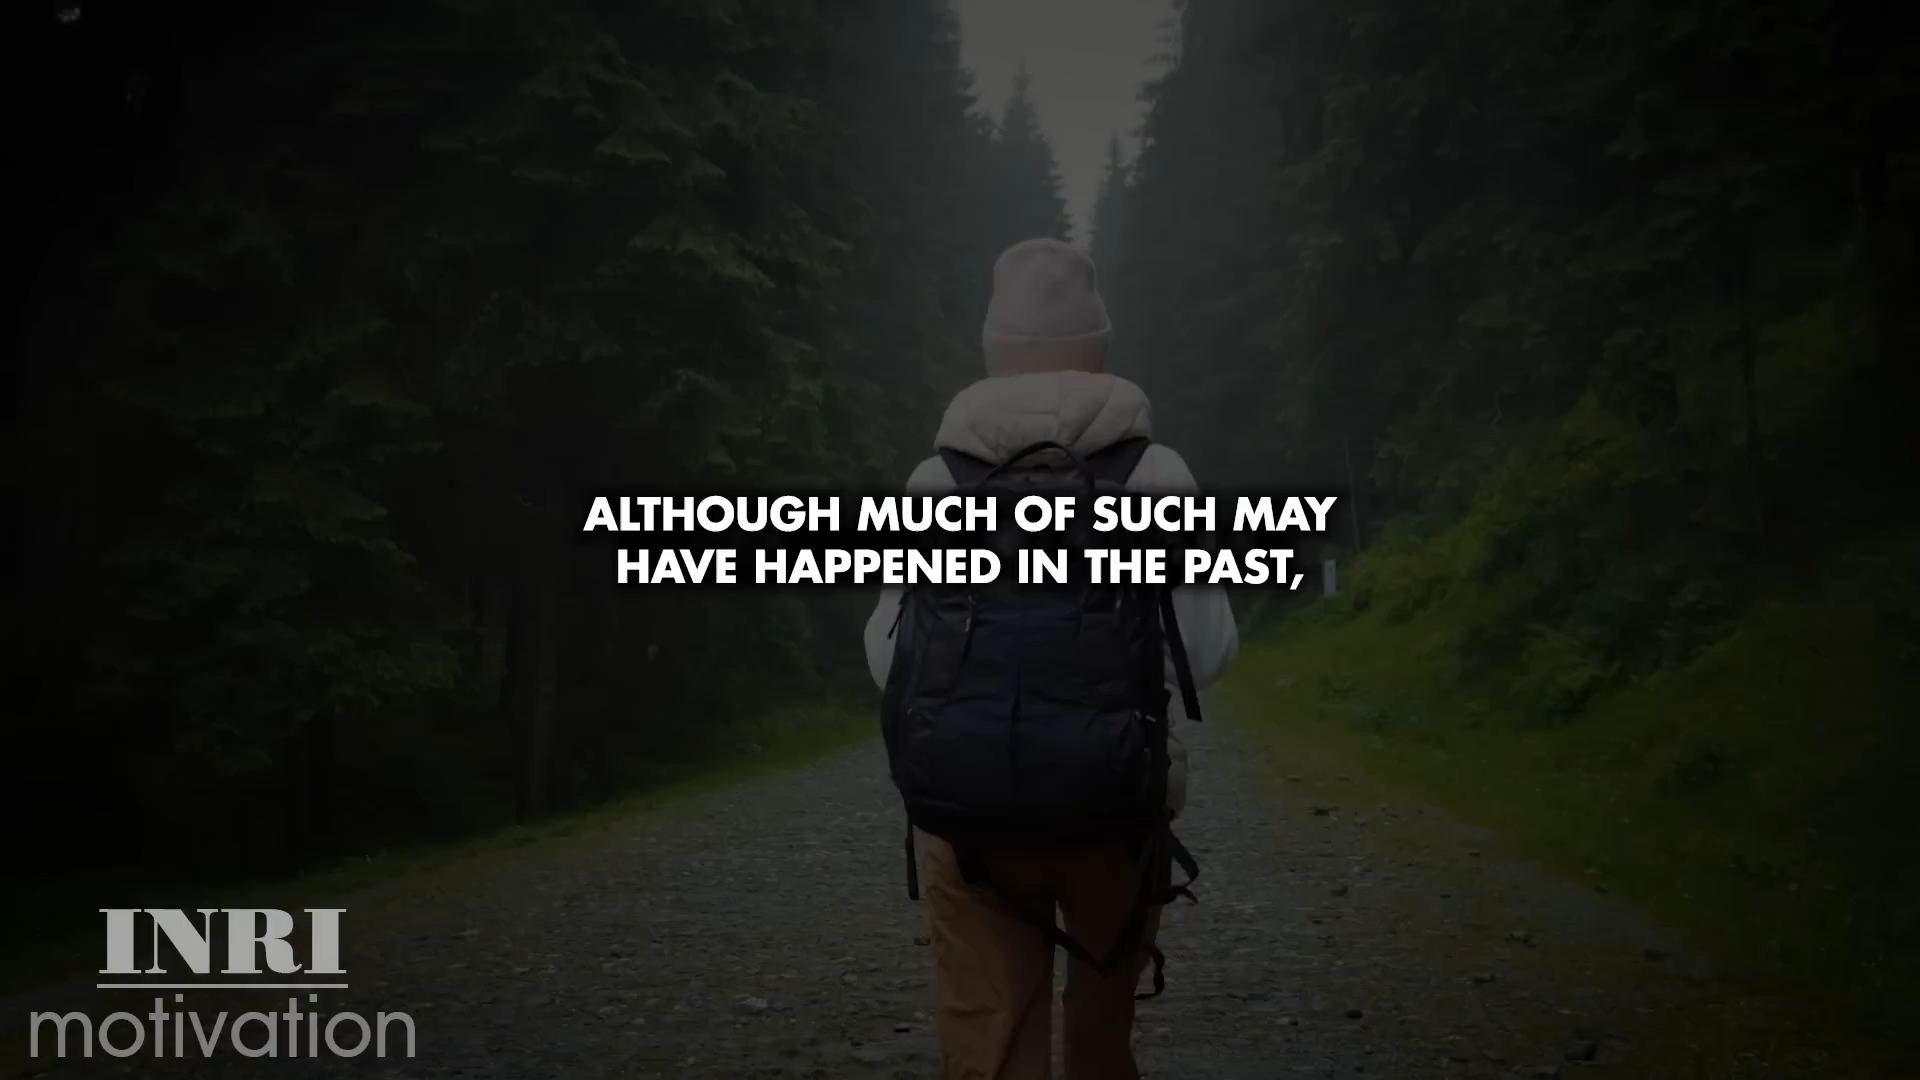 ALTHOUGH MUCH OF SUCH MAY
HAVE HAPPENED IN THE PAST,
INRI
motivation